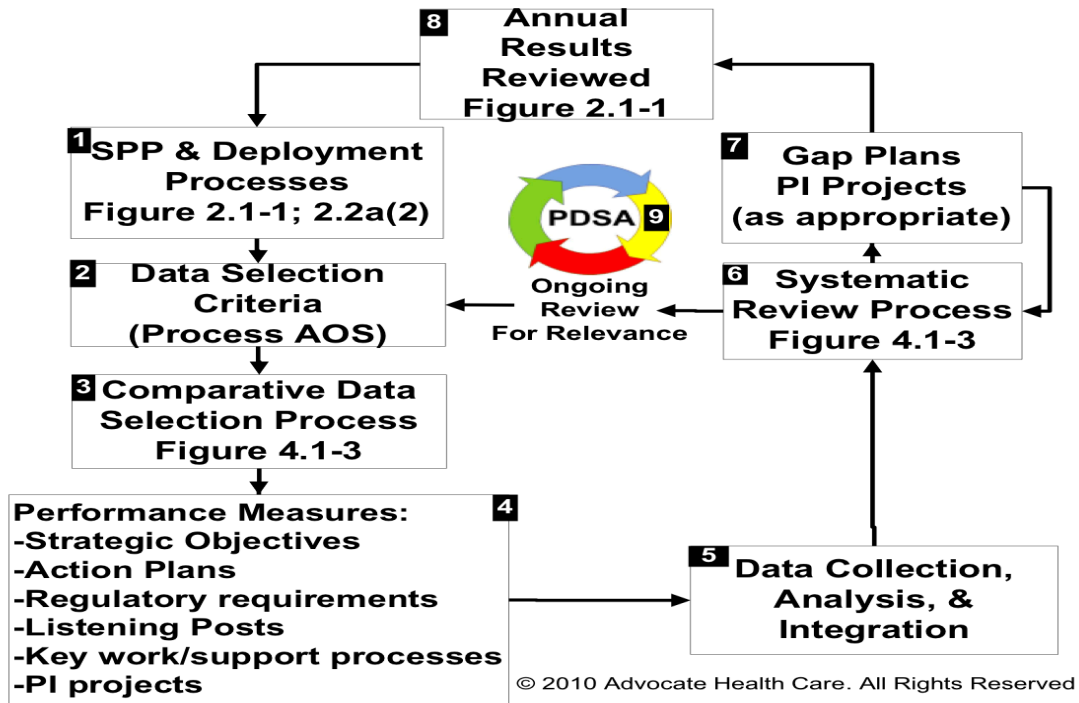 8
Annual
Results
Reviewed
Figure 2.1-1
1
SPP & Deployment
Processes
Figure 2.1-1; 2.2a(2)
2
Data Selection
Criteria
(Process AOS)
3
Comparative Data
Selection Process
Figure 4.1-3
4
Performance Measures:
-Strategic Objectives
-Action Plans
-Regulatory requirements
-Listening Posts
-Key work/support processes
-PI projects
5
Data Collection,
Analysis, &
Integration
6
Systematic
Review Process
Figure 4.1-3
7
Gap Plans
PI Projects
(as appropriate)
PDSA 9
Ongoing
Review
For Relevance
© 2010 Advocate Health Care. All Rights Reserved